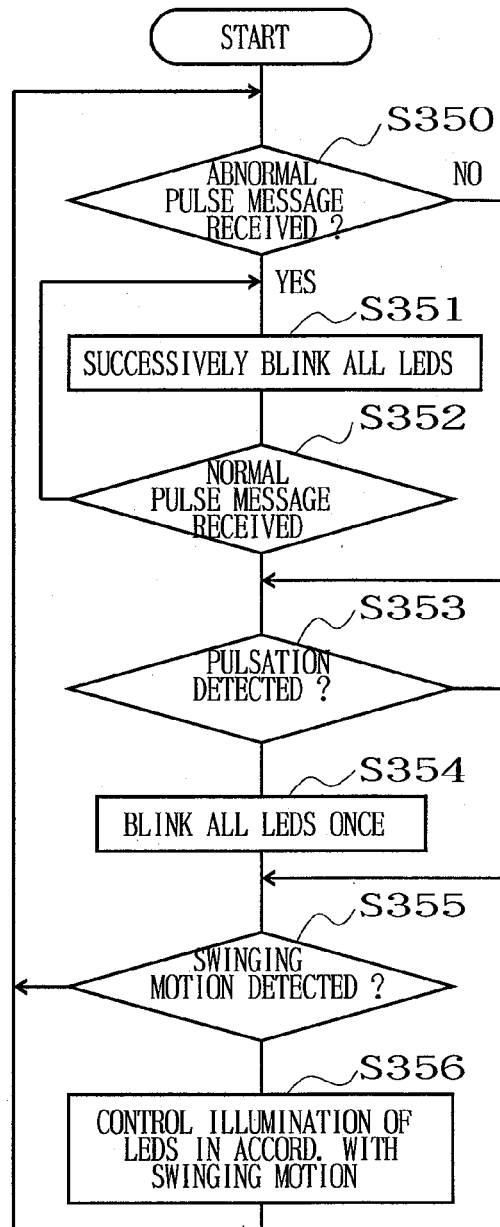 START
S350
ABNORMAL
PULSE MESSAGE
RECEIVED ?
NO
YES
S351
SUCCESSIVELY BLINK ALL LEDS
S352
NORMAL
PULSE MESSAGE
RECEIVED
S353
PULSATION
DETECTED ?
S354
BLINK ALL LEDS ONCE
S355
SWINGING
MOTION DETECTED ?
S356
CONTROL ILLUMINATION OF
LEDS IN ACCORD. WITH
SWINGING MOTION